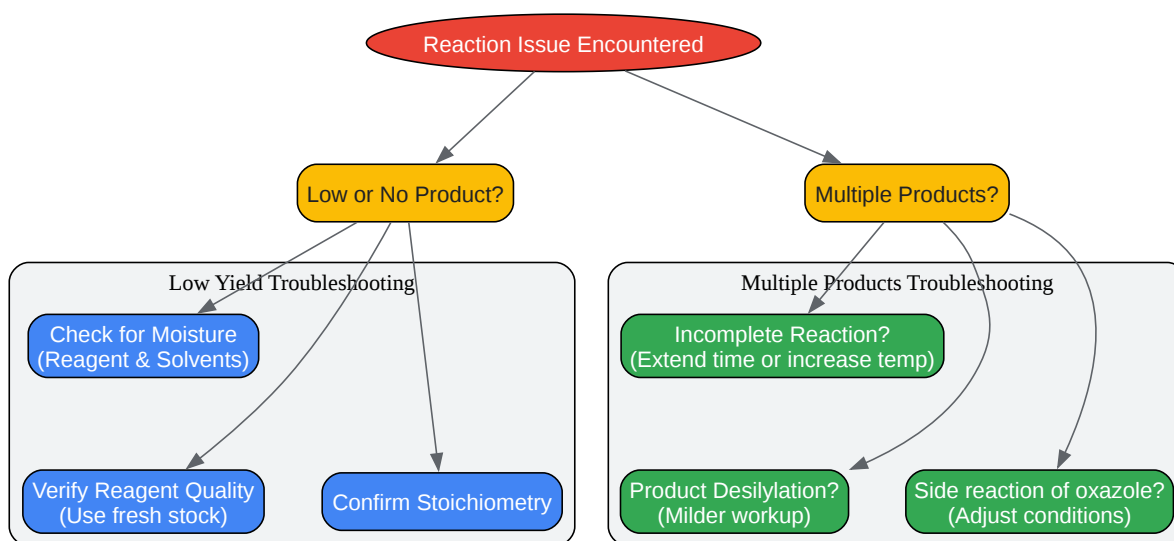 Reaction Issue Encountered
Low or No Product?
Multiple Products?
Low Yield Troubleshooting
Multiple Products Troubleshooting
Check for Moisture
(Reagent & Solvents)
Incomplete Reaction?
(Extend time or increase temp)
Verify Reagent Quality
(Use fresh stock)
Confirm Stoichiometry
Product Desilylation?
(Milder workup)
Side reaction of oxazole?
(Adjust conditions)